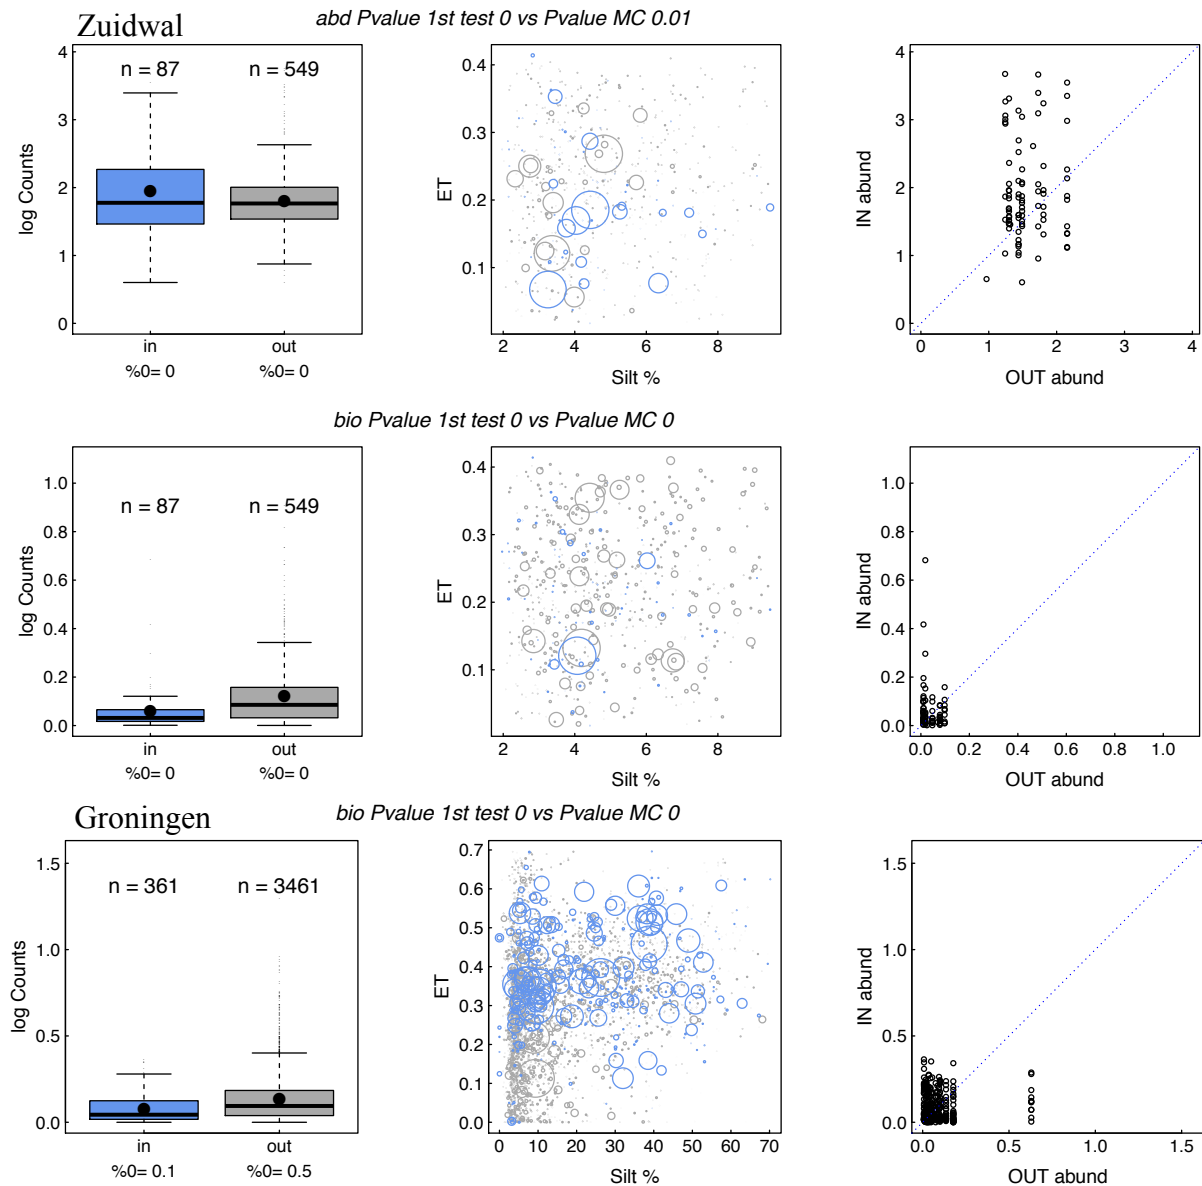 Zuidwal
abd Pvalue 1st test 0 vs Pvalue MC 0.01
log Counts
4
3
2
1
0
n = 87
n = 549
in
out
%0= 0
%0= 0
ET
0.4
0.3
0.2
0.1
2
4
6
8
Silt %
IN abund
4
3
2
1
0
0
1
2
3
4
OUT abund
bio Pvalue 1st test 0 vs Pvalue MC 0
log Counts
1.0
0.8
0.6
0.4
0.2
0.0
n = 87
n = 549
in
out
%0= 0
%0= 0
ET
0.4
0.3
0.2
0.1
2
4
6
8
Silt %
IN abund
1.0
0.8
0.6
0.4
0.2
0.0
0.0
0.2
0.4
0.6
0.8
1.0
OUT abund
Groningen
bio Pvalue 1st test 0 vs Pvalue MC 0
log Counts
1.5
1.0
0.5
0.0
n = 361
n = 3461
in
out
%0= 0.1
%0= 0.5
ET
0.7
0.6
0.5
0.4
0.3
0.2
0.1
0.0
0
10
20
30
40
50
60
70
Silt %
IN abund
1.5
1.0
0.5
0.0
0.0
0.5
1.0
1.5
OUT abund